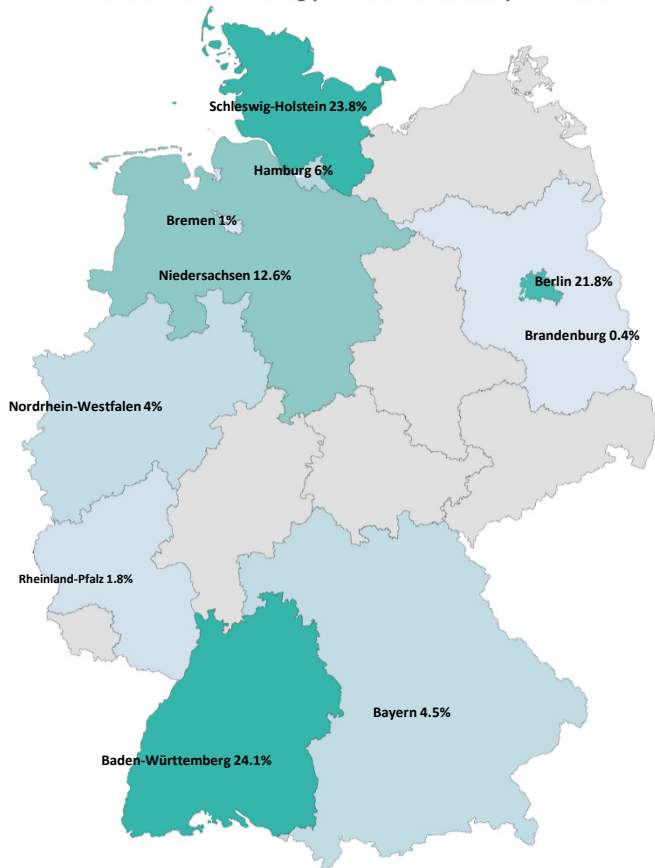 Schleswig-Holstein 23.8%
Hamburg 6%
Bremen 1%
Niedersachsen 12.6%
Berlin 21.8%
Brandenburg 0.4%
Nordrhein-Westfalen 4%
Rheinland-Pfalz 1.8%
Bayern 4.5%
Baden-Württemberg 24.1%